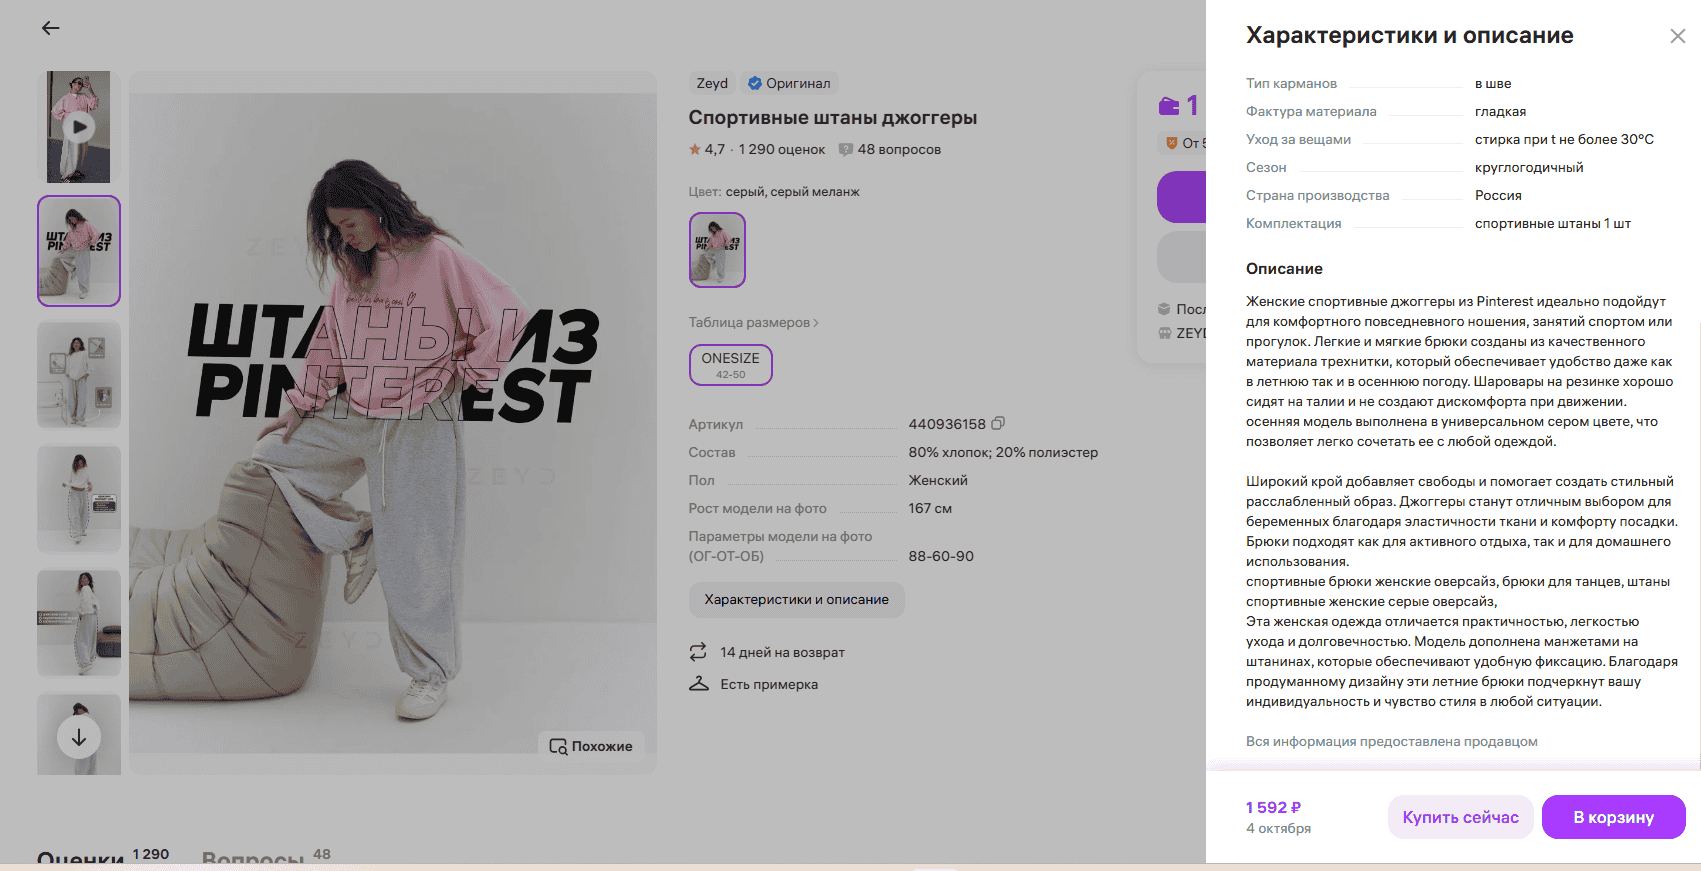 Zeyd
Оригинал
Спортивные штаны джоггеры
4,7 · 1 290 оценок
48 вопросов
Цвет: серый, серый меланж
ШТАНЫ ИЗ
PINTEREST
ZEYD
ZEYD
ZEYD
Похожие
ШТАНЫ ИЗ
PINTEREST
Таблица размеров
ONESIZE
42-50
Артикул 440936158
Состав 80% хлопок; 20% полиэстер
Пол Женский
Рост модели на фото 167 см
Параметры модели на фото
(ОГ-ОТ-ОБ) 88-60-90
Характеристики и описание
14 дней на возврат
Есть примерка
Оценки 1 290
Вопросы 48
1
От
ZEY
Характеристики и описание
Тип карманов в шве
Фактура материала гладкая
Уход за вещами стирка при t не более 30°C
Сезон круглогодичный
Страна производства Россия
Комплектация спортивные штаны 1 шт
Описание
Женские спортивные джоггеры из Pinterest идеально подойдут
для комфортного повседневного ношения, занятий спортом или
прогулок. Легкие и мягкие брюки созданы из качественного
материала трехнитки, который обеспечивает удобство даже как
в летнюю так и в осеннюю погоду. Шаровары на резинке хорошо
сидят на талии и не создают дискомфорта при движении.
осенняя модель выполнена в универсальном сером цвете, что
позволяет легко сочетать ее с любой одеждой.
Широкий крой добавляет свободы и помогает создать стильный
расслабленный образ. Джоггеры станут отличным выбором для
беременных благодаря эластичности ткани и комфорту посадки.
Брюки подходят как для активного отдыха, так и для домашнего
использования.
спортивные брюки женские оверсайз, брюки для танцев, штаны
спортивные женские серые оверсайз,
Эта женская одежда отличается практичностью, легкостью
ухода и долговечностью. Модель дополнена манжетами на
штанинах, которые обеспечивают удобную фиксацию. Благодаря
продуманному дизайну эти летние брюки подчеркнут вашу
индивидуальность и чувство стиля в любой ситуации.
Вся информация предоставлена продавцом
1 592 ₽
4 октября
Купить сейчас
В корзину